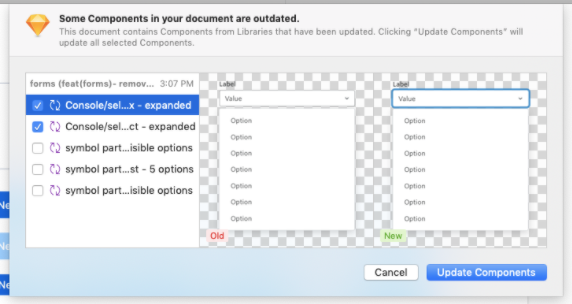 Some Components in your document are outdated.
This document contains Components from Libraries that have been updated. Clicking "Update Components" will
update all selected Components.
forms (feat(forms)- remov... 3:07 PM
Console/sel...x - expanded
Console/sel...ct - expanded
symbol part...isible options
symbol part...st - 5 options
symbol part...isible options
Label
Value
Option
Option
Option
Option
Option
Option
Option
Old
Label
Value
Option
Option
Option
Option
Option
Option
Option
New
Cancel
Update Components